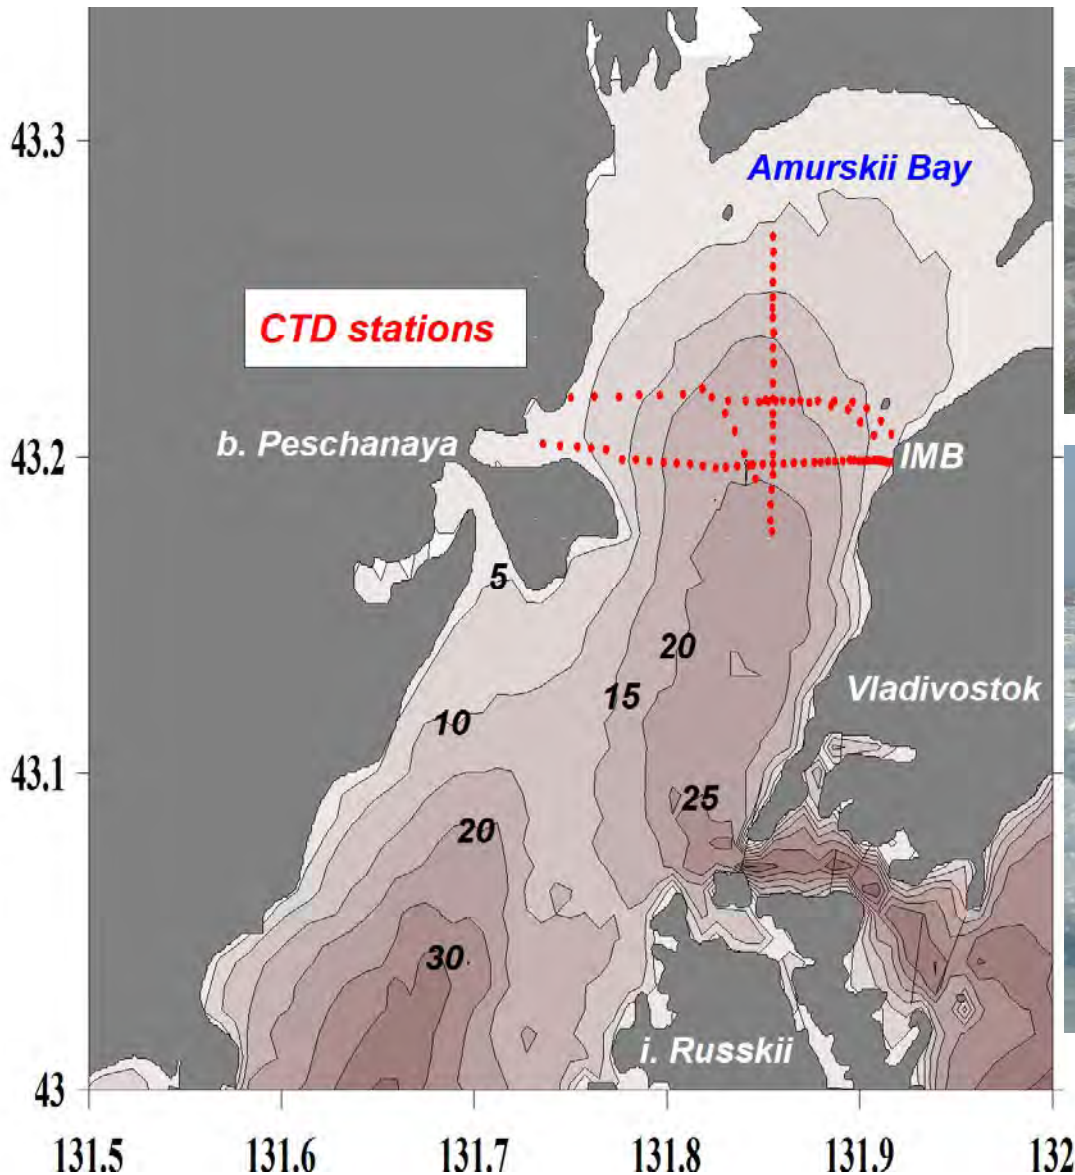 43.3
Amurskii Bay
CTD stations
b. Peschanaya
43.2
IMB
5
20
15
Vladivostok
10
43.1
25
20
30
i. Russkii
43
131.5
131.6
131.7
131.8
131.9
132